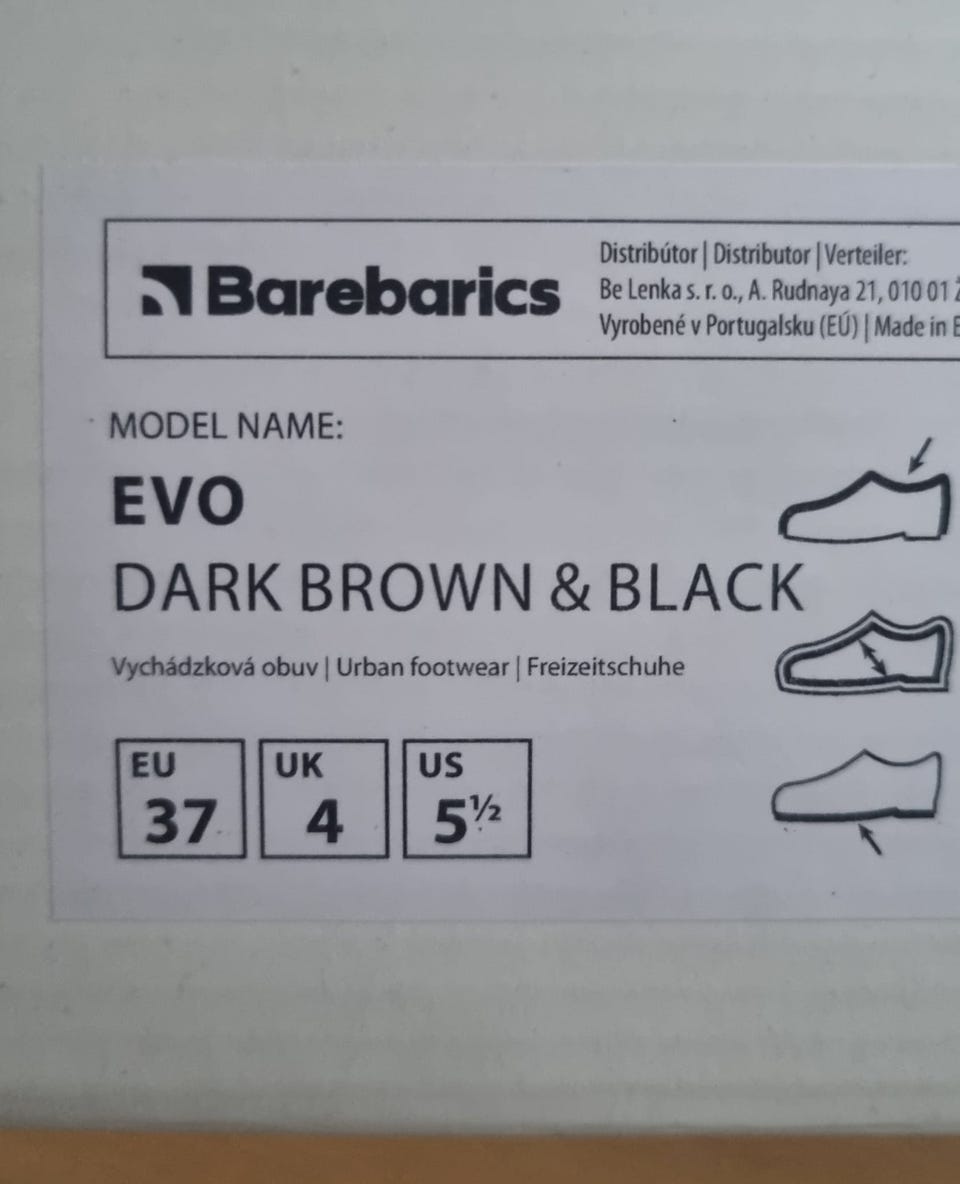 Barebarics
Distribútor | Distributor | Verteiler:
Be Lenka s. r. o., A. Rudnaya 21, 010 01
Vyrobené v Portugalsku (EÚ) | Made in
MODEL NAME:
EVO
DARK BROWN & BLACK
Vychádzková obuv | Urban footwear | Freizeitschuhe
EU
37
UK
4
US
5½